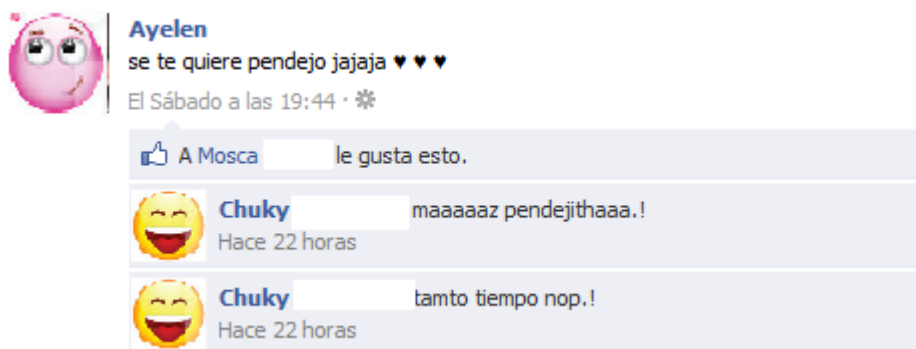 Ayelen
se te quiere pendejo jajaja ♥ ♥ ♥
El Sábado a las 19:44 ·
A Mosca le gusta esto.
Chuky maaaaaz pendejithaaa.!
Hace 22 horas
Chuky tamto tiempo nop.!
Hace 22 horas